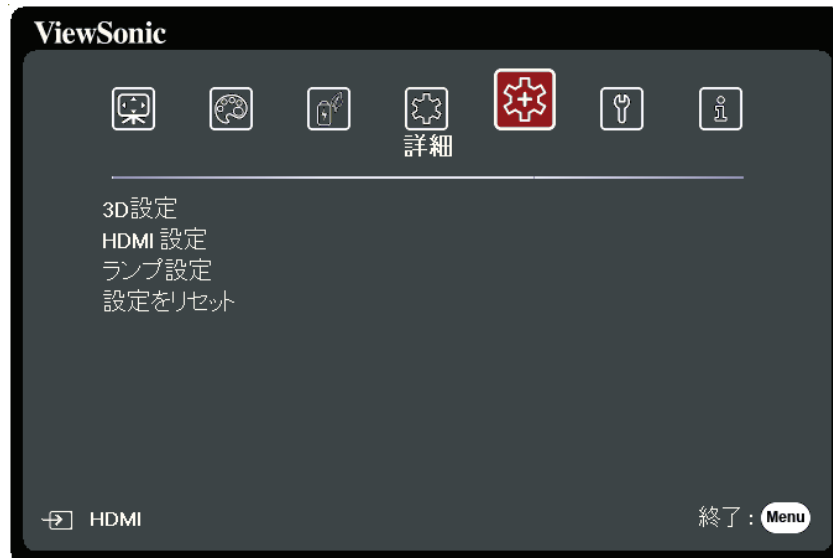 ViewSonic
詳細
3D設定
HDMI 設定
ランプ設定
設定をリセット
HDMI
終了 : Menu